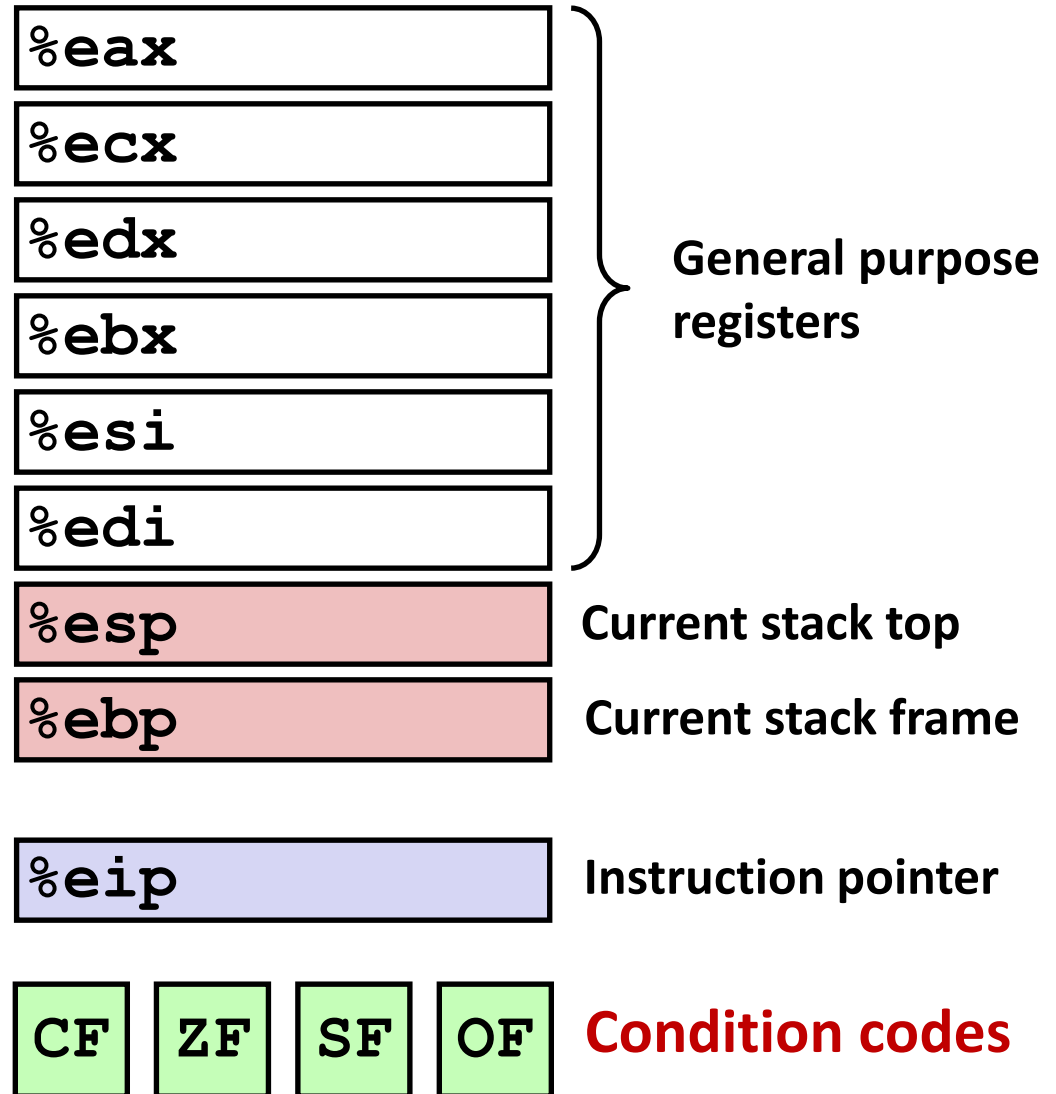 %eax
%ecx
%edx
%ebx
%esi
%edi
General purpose
registers
%esp
Current stack top
%ebp
Current stack frame
%eip
Instruction pointer
CF ZF SF OF
Condition codes